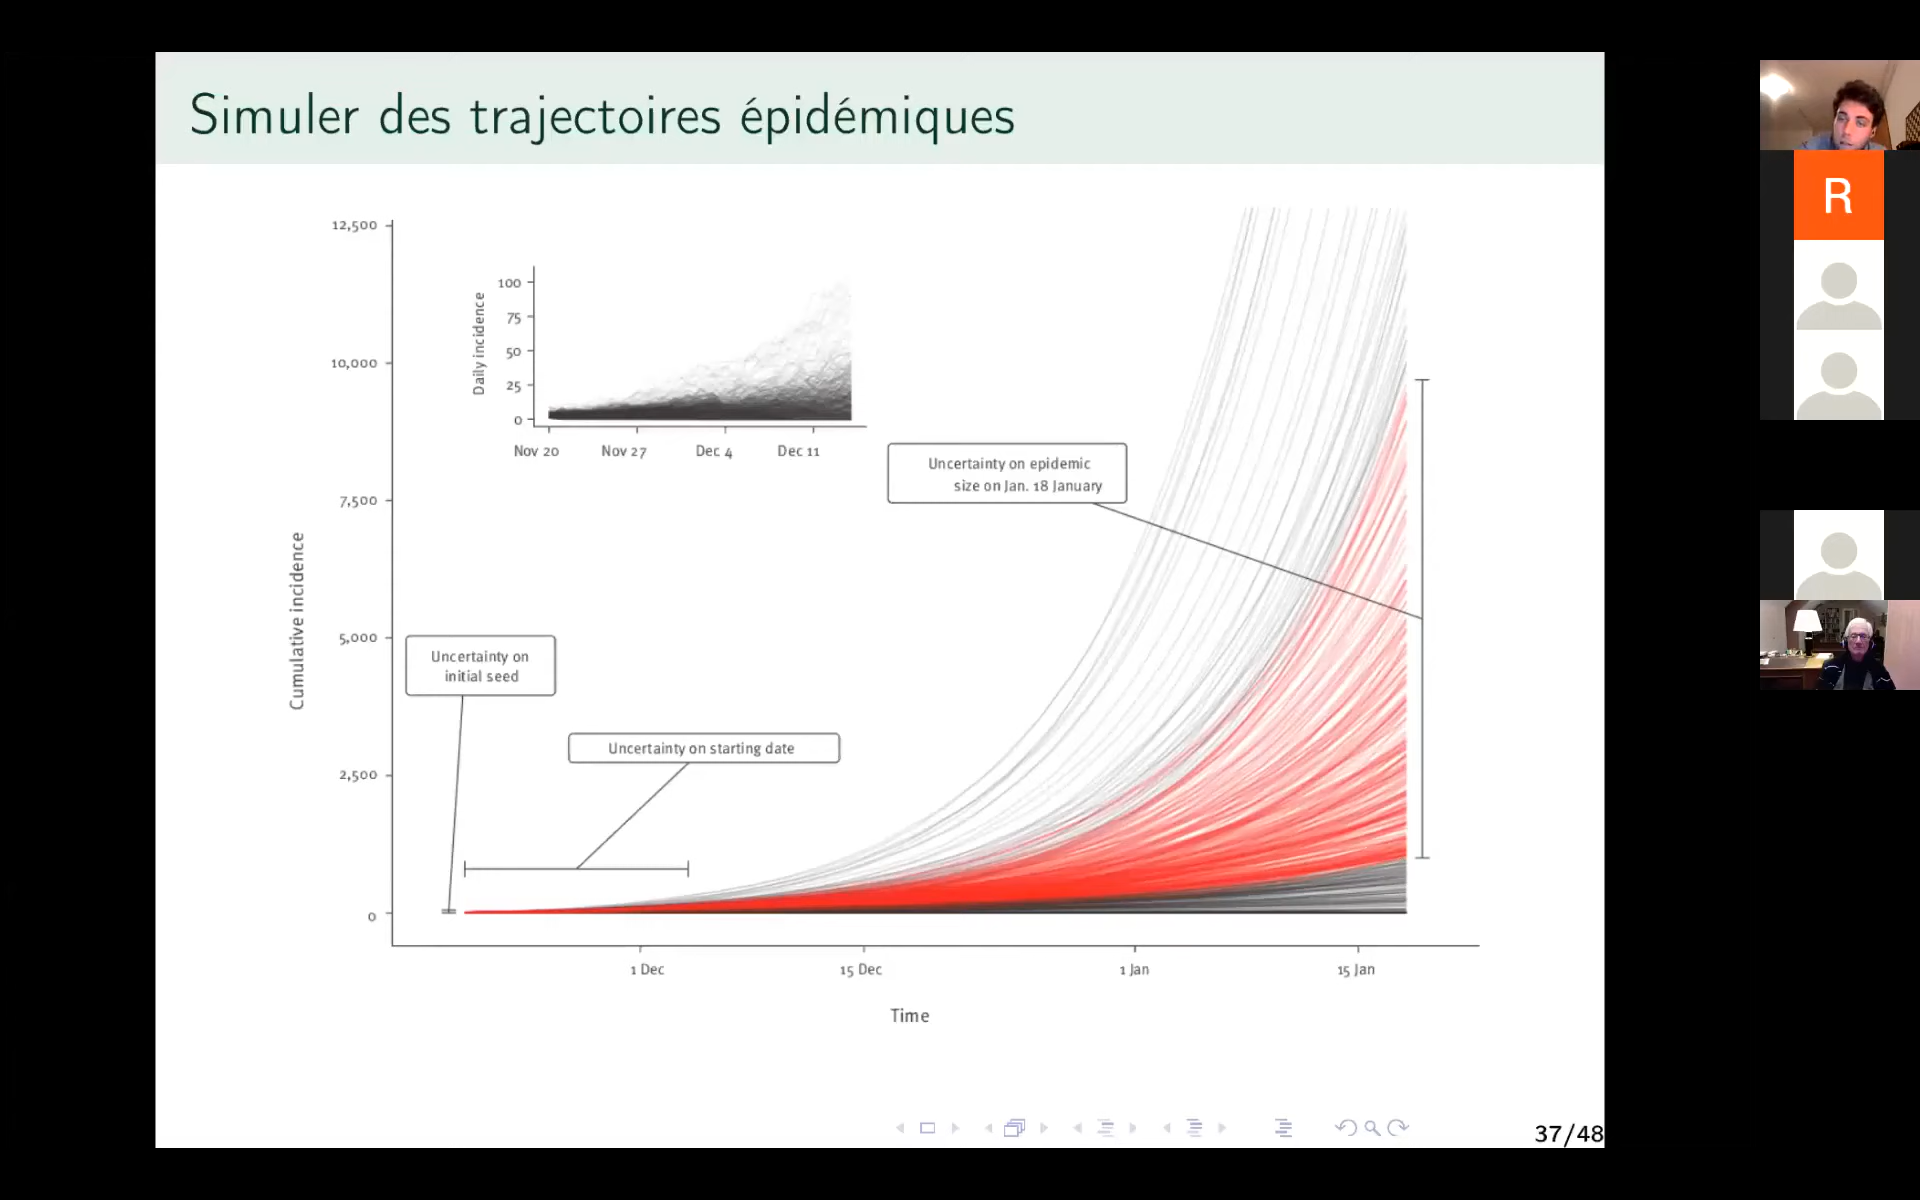 Simuler des trajectoires épidémiques
12,500
10,000
7,500
5,000
2,500
0
Cumulative incidence
100
75
50
25
0
Daily incidence
Nov 20 Nov 27 Dec 4 Dec 11
Uncertainty on epidemic
size on Jan. 18 January
Uncertainty on
initial seed
Uncertainty on starting date
1 Dec 15 Dec 1 Jan 15 Jan
Time
37/48
R